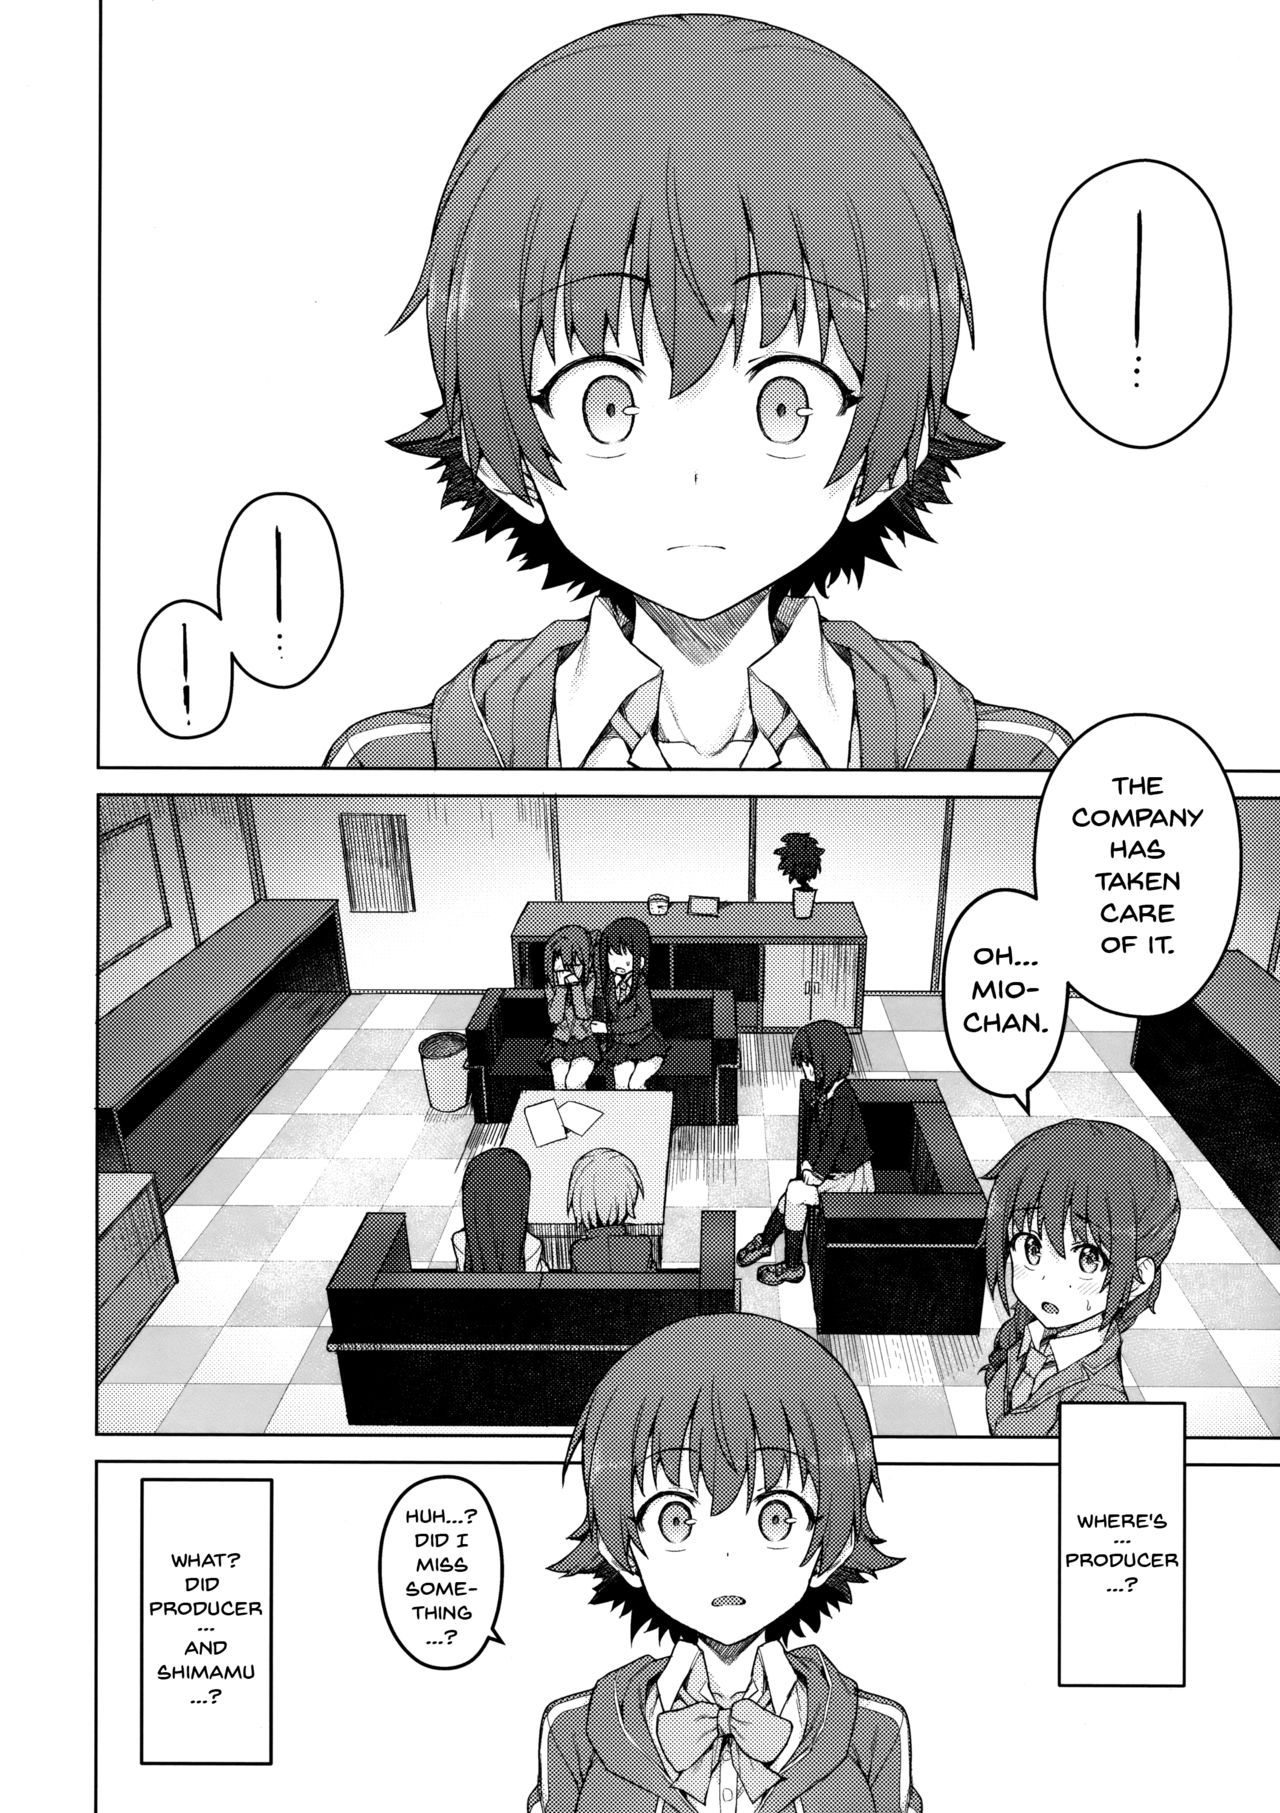 THE
COMPANY
HAS
TAKEN
CARE
OF IT.
OH...
MIO-
CHAN.
WHERE'S
...
PRODUCER
...?
HUH...?
DID I
MISS
SOME-
THING
...?
WHAT?
DID
PRODUCER
...
AND
SHIMAMU
...?